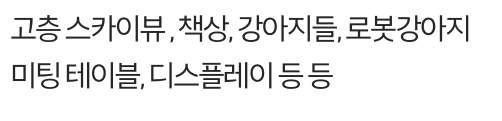 고층 스카이뷰, 책상, 강아지들, 로봇강아지
미팅 테이블, 디스플레이 등 등